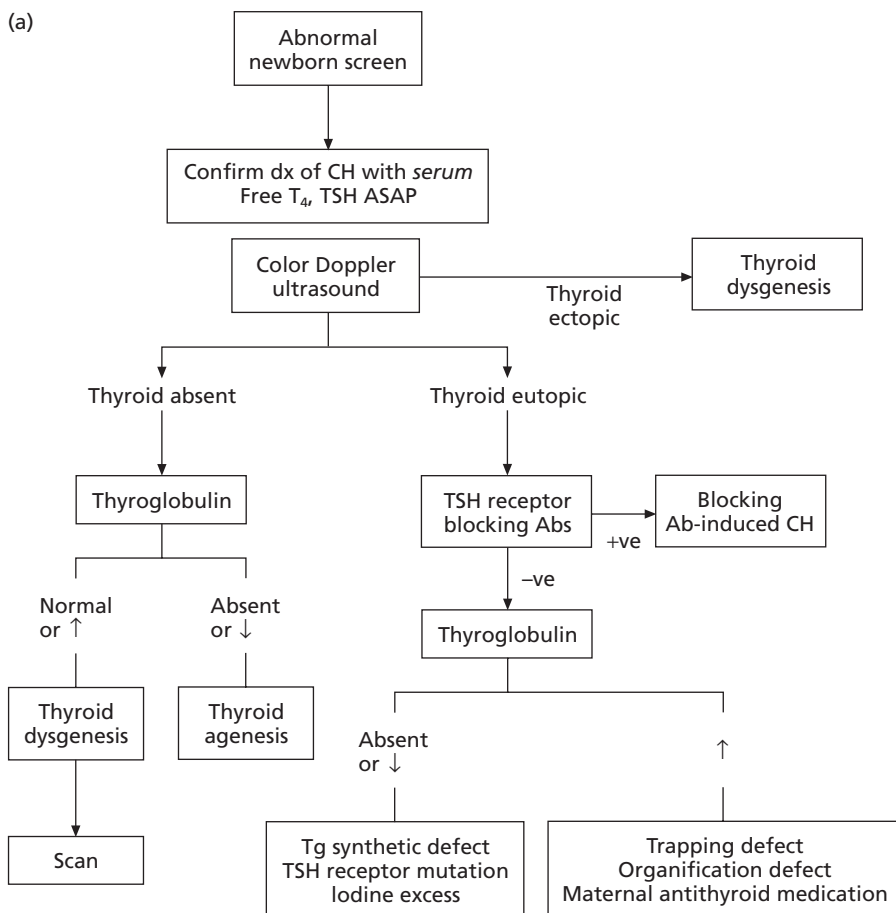 (a)
Abnormal
newborn screen
Confirm dx of CH with serum
Free T₄, TSH ASAP
Color Doppler
ultrasound
Thyroid
ectopic
Thyroid
dysgenesis
Thyroid absent
Thyroid eutopic
Thyroglobulin
TSH receptor
blocking Abs
+ve
Blocking
Ab-induced CH
–ve
Normal
or ↑
Absent
or ↓
Thyroglobulin
Thyroid
dysgenesis
Thyroid
agenesis
Absent
or ↓
↑
Scan
Tg synthetic defect
TSH receptor mutation
Iodine excess
Trapping defect
Organification defect
Maternal antithyroid medication